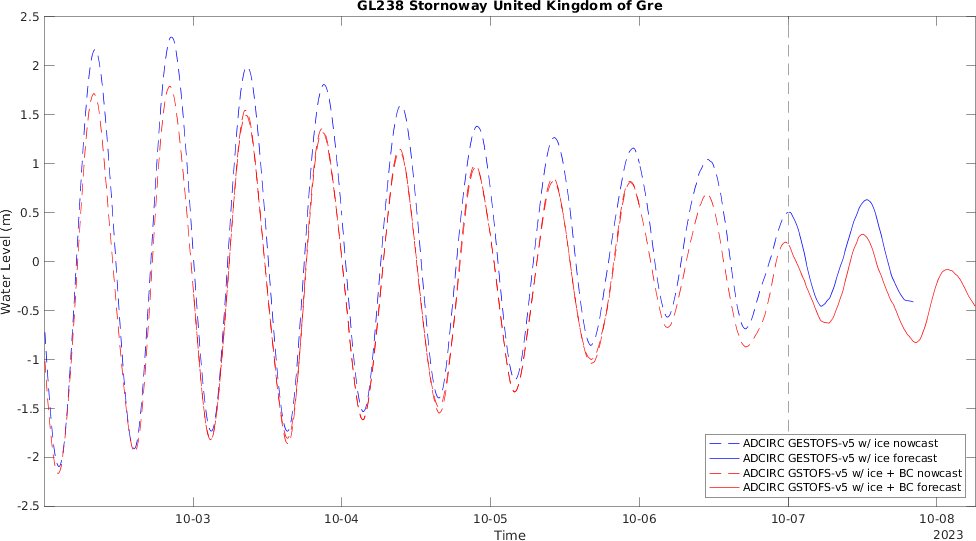 GL238 Stornoway United Kingdom of Gre
Water Level (m)
2.5
2
1.5
1
0.5
0
-0.5
-1
-1.5
-2
-2.5
10-03
10-04
10-05
10-06
10-07
10-08
Time
2023
ADCIRC GESTOFS-v5 w/ ice nowcast
ADCIRC GESTOFS-v5 w/ ice forecast
ADCIRC GSTOFS-v5 w/ ice + BC nowcast
ADCIRC GSTOFS-v5 w/ ice + BC forecast